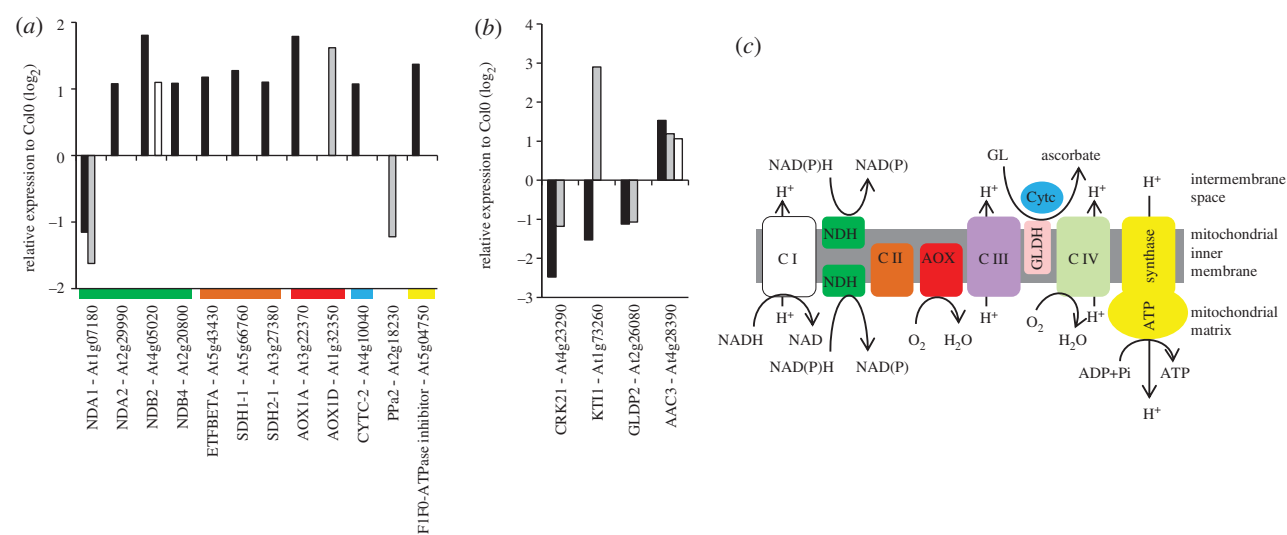 (a)
relative expression to Col0 (log2)
2
1
0
–1
–2
NDA1 - At1g07180
NDA2 - At2g29990
NDB2 - At4g05020
NDB4 - At2g20800
ETFBETA - At5g43430
SDH1-1 - At5g66760
SDH2-1 - At3g27380
AOX1A - At3g22370
AOX1D - At1g32350
CYTC-2 - At4g10040
PPa2 - At2g18230
F1F0-ATPase inhibitor - At5g04750
(b)
relative expression to Col0 (log2)
4
3
2
1
0
–1
–2
–3
CRK21 - At4g23290
KTI1 - At1g73260
GLDP2 - At2g26080
AAC3 - At4g28390
(c)
GL
ascorbate
NAD(P)H
NAD(P)
H+
H+
H+
H+
Cytc
intermembrane
space
NDH
GLDH
C I
C II
AOX
C III
C IV
synthase
mitochondrial
inner
membrane
NDH
H+
H+
H+
ATP
mitochondrial
matrix
NADH
NAD
O2
H2O
O2
H2O
NAD(P)H
NAD(P)
ADP+Pi
ATP
H+